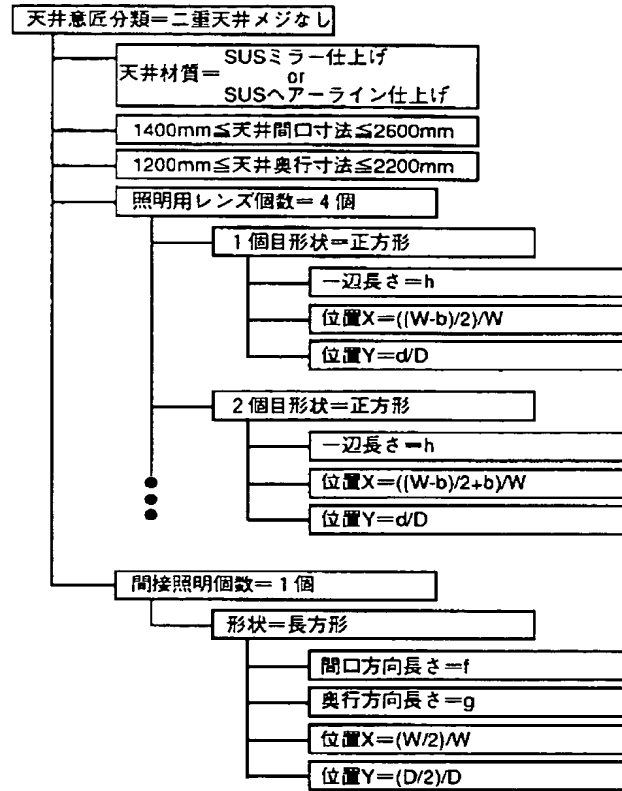 天井意匠分類=二重天井メジなし
天井材質= SUSミラー仕上げ
or
SUSヘアーライン仕上げ
1400mm≦天井間口寸法≦2600mm
1200mm≦天井奥行寸法≦2200mm
照明用レンズ個数=4個
1個目形状=正方形
一辺長さ=h
位置X=((W-b)/2)/W
位置Y=d/D
2個目形状=正方形
一辺長さ=h
位置X=((W-b)/2+b)/W
位置Y=d/D
間接照明個数=1個
形状=長方形
間口方向長さ=f
奥行方向長さ=g
位置X=(W/2)/W
位置Y=(D/2)/D